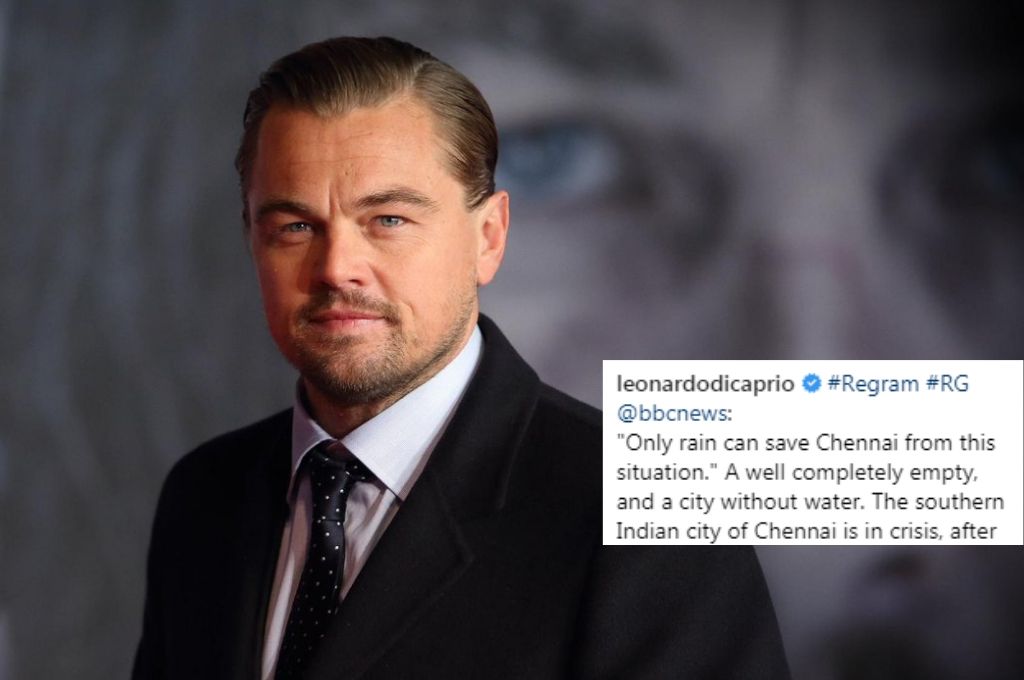 leonardodicaprio #Regram #RG
@bbcnews:
"Only rain can save Chennai from this
situation." A well completely empty,
and a city without water. The southern
Indian city of Chennai is in crisis, after